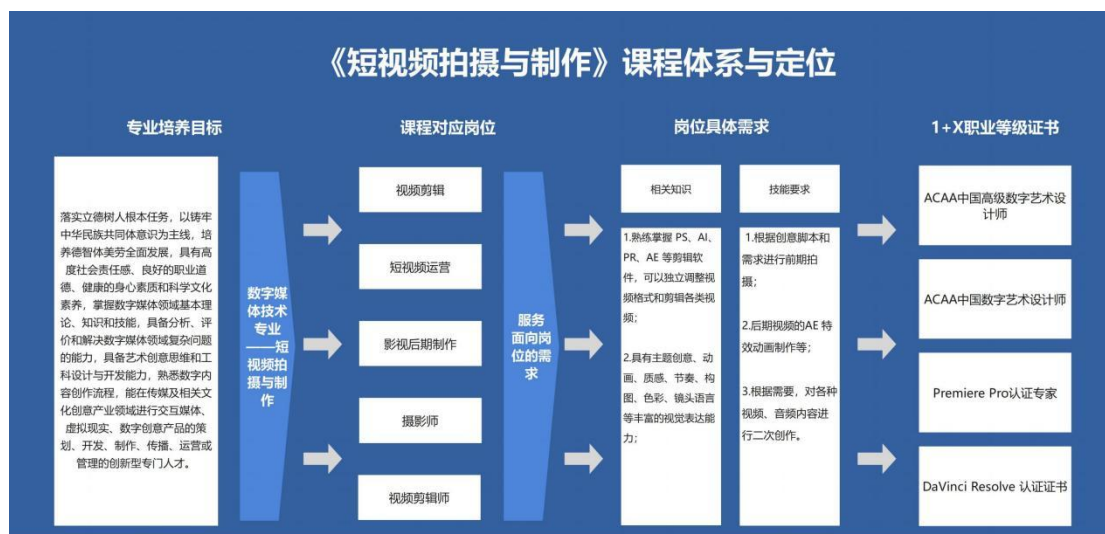 《短视频拍摄与制作》课程体系与定位
专业培养目标
课程对应岗位
岗位具体需求
1+X职业等级证书
落实立德树人根本任务，以铸牢
中华民族共同体意识为主线，培
养德智体美劳全面发展，具有高
度社会责任感、良好的职业道
德、健康的身心素质和科学文化
素养，掌握数字媒体领域基本理
论、知识和技能，具备分析、评
价和解决数字媒体领域复杂问题
的能力，具备艺术创意思维和工
科设计与开发能力，熟悉数字内
容创作流程，能在传媒及相关文
化创意产业领域进行交互媒体、
虚拟现实、数字创意产品的策
划、开发、制作、传播、运营或
管理的创新型专门人才。
数字媒
体技术
专业
——短
视频拍
摄与制
作
视频剪辑
短视频运营
影视后期制作
摄影师
视频剪辑师
服务
面向岗
位的需
求
相关知识
1.熟练掌握 PS、AI、
PR、AE 等剪辑软
件，可以独立调整视
频格式和剪辑各类视
频；
2.具有主题创意、动
画、质感、节奏、构
图、色彩、镜头语言
等丰富的视觉表达能
力；
技能要求
1.根据创意脚本和
需求进行前期拍
摄；
2.后期视频的AE 特
效动画制作等；
3.根据需要，对各种
视频、音频内容进
行二次创作。
ACAA中国高级数字艺术设
计师
ACAA中国数字艺术设计师
Premiere Pro认证专家
DaVinci Resolve 认证证书